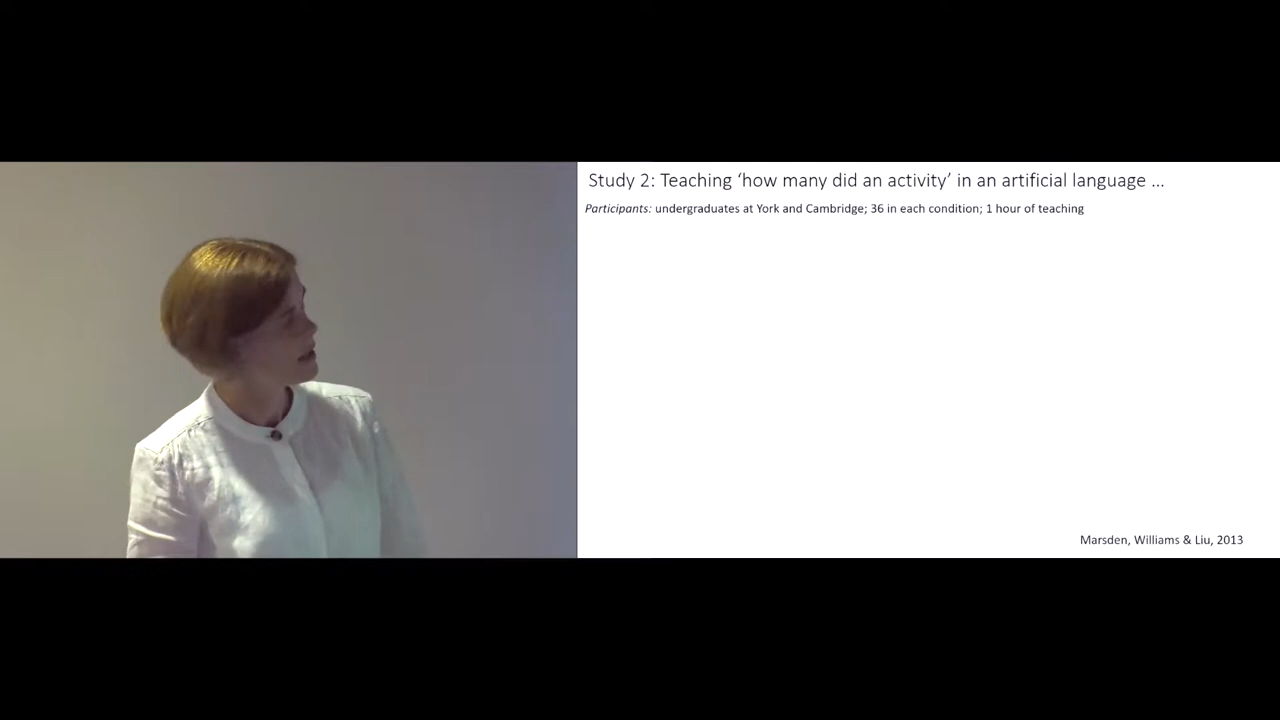 Study 2: Teaching ‘how many did an activity’ in an artificial language ...
Participants: undergraduates at York and Cambridge; 36 in each condition; 1 hour of teaching
Marsden, Williams & Liu, 2013